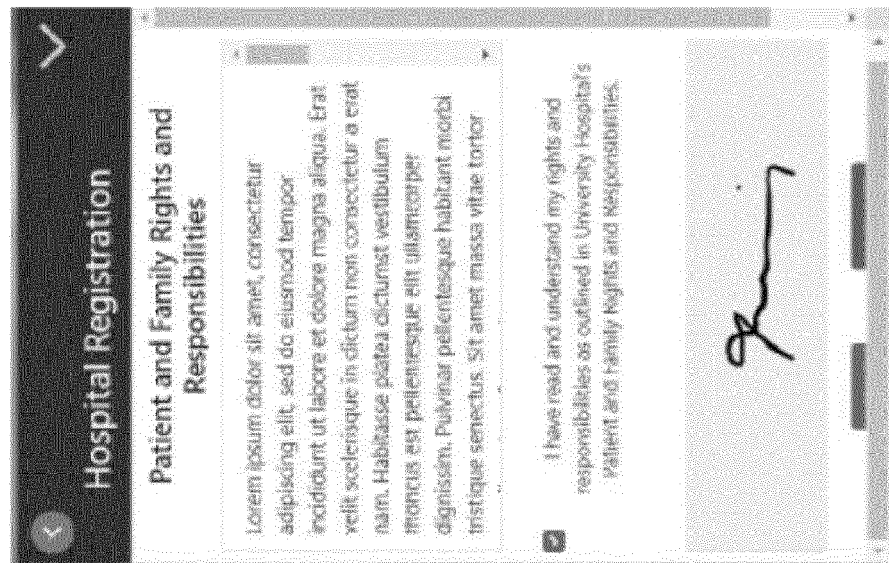 Hospital Registration
Patient and Family Rights and
Responsibilities
Lorem ipsum dolor sit amet, consectetur
adipiscing elit, sed do eiusmod tempor
incididunt ut labore et dolore magna aliqua. Erat
velit scelerisque in dictum non consectetur a erat
nam. Habitasse platea dictumst vestibulum
rhoncus est pellentesque elit ullamcorper
dignissim. Pulvinar pellentesque habitant morbi
tristique senectus. Sit amet massa vitae tortor
I have read and understand my rights and
responsibilities as outlined in University Hospital's
Patient and Family Rights and Responsibilities.